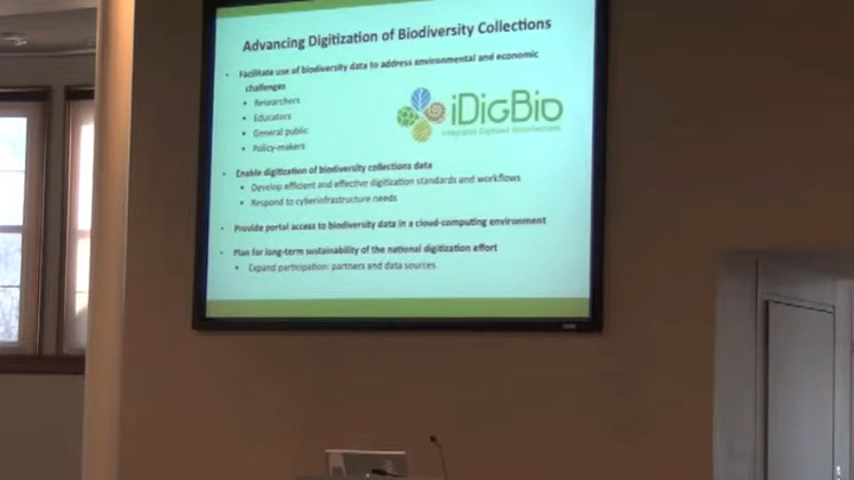 Advancing Digitization of Biodiversity Collections
• Facilitate use of biodiversity data to address environmental and economic
challenges
• Researchers
• Educators
• General public
• Policy-makers
iDigBio
Integrated Digitized Biocollections
• Enable digitization of biodiversity collections data
• Develop efficient and effective digitization standards and workflows
• Respond to cyberinfrastructure needs
• Provide portal access to biodiversity data in a cloud-computing environment
• Plan for long-term sustainability of the national digitization effort
• Expand participation: partners and data sources